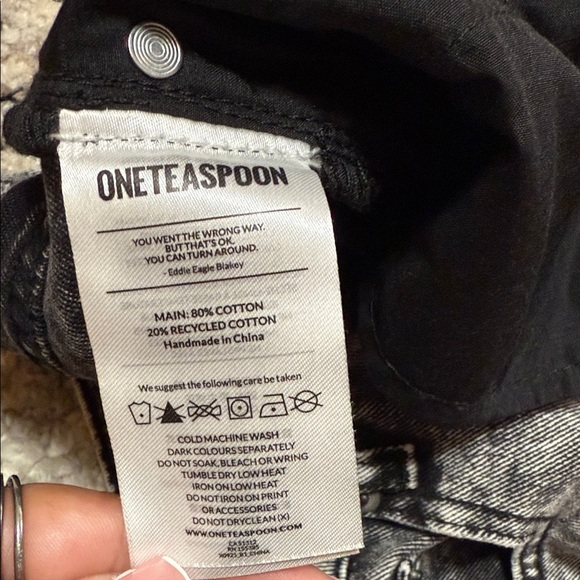 ONETEASPOON
YOU WENT THE WRONG WAY.
BUT THAT'S OK.
YOU CAN TURN AROUND.
- Eddie Eagle Blakey
MAIN: 80% COTTON
20% RECYCLED COTTON
Handmade in China
We suggest the following care be taken
COLD MACHINE WASH
DARK COLOURS SEPARATELY
DO NOT SOAK, BLEACH OR WRING
TUMBLE DRY LOW HEAT
IRON ON LOW HEAT
DO NOT IRON ON PRINT
OR ACCESSORIES
DO NOT DRY CLEAN (X)
WWW.ONETEASPOON.COM